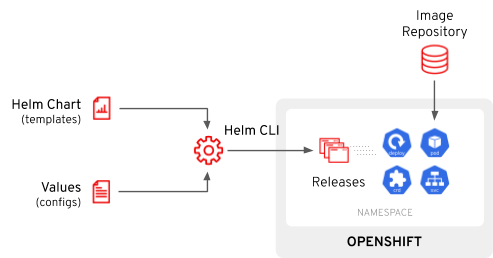 Image
Repository
Helm Chart
(templates)
Helm CLI
Values
(configs)
Releases
deploy
pod
crd
svc
NAMESPACE
OPENSHIFT